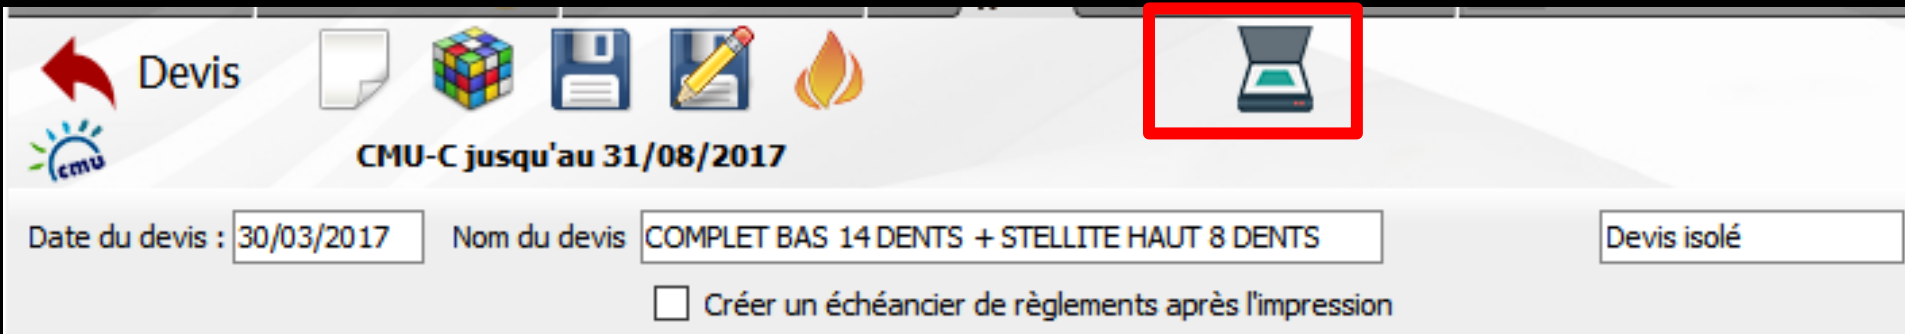 Devis
cmu
CMU-C jusqu'au 31/08/2017
Date du devis : 30/03/2017 Nom du devis COMPLET BAS 14 DENTS + STELLITE HAUT 8 DENTS Devis isolé
Créer un échéancier de règlements après l'impression